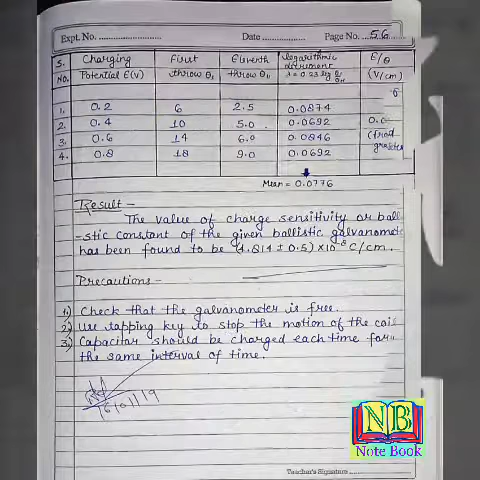 Expt. No. Date Page No. 56
S. No. Charging Potential E(V) First throw θ₁ Eleventh throw θ₁₁ Logarithmic decrement λ = 0.23 log θ₁/θ₁₁ E/θ (V/cm)
1. 0.2 6 2.5 0.0874
2. 0.4 10 5.0 0.0692
3. 0.6 14 6.0 0.0846 (from
4. 0.8 18 9.0 0.0692
Mean = 0.0776
Result -
The value of charge sensitivity or ball
-stic constant of the given ballistic galvanomet
has been found to be (4.814 ± 0.5) × 10⁻⁸ C/cm.
Precautions -
1.) Check that the galvanometer is free.
2.) Use tapping key to stop the motion of the coil
3.) Capacitor should be charged each time for
the same interval of time.
16/01/19
NB
Note Book
Teacher's Signature